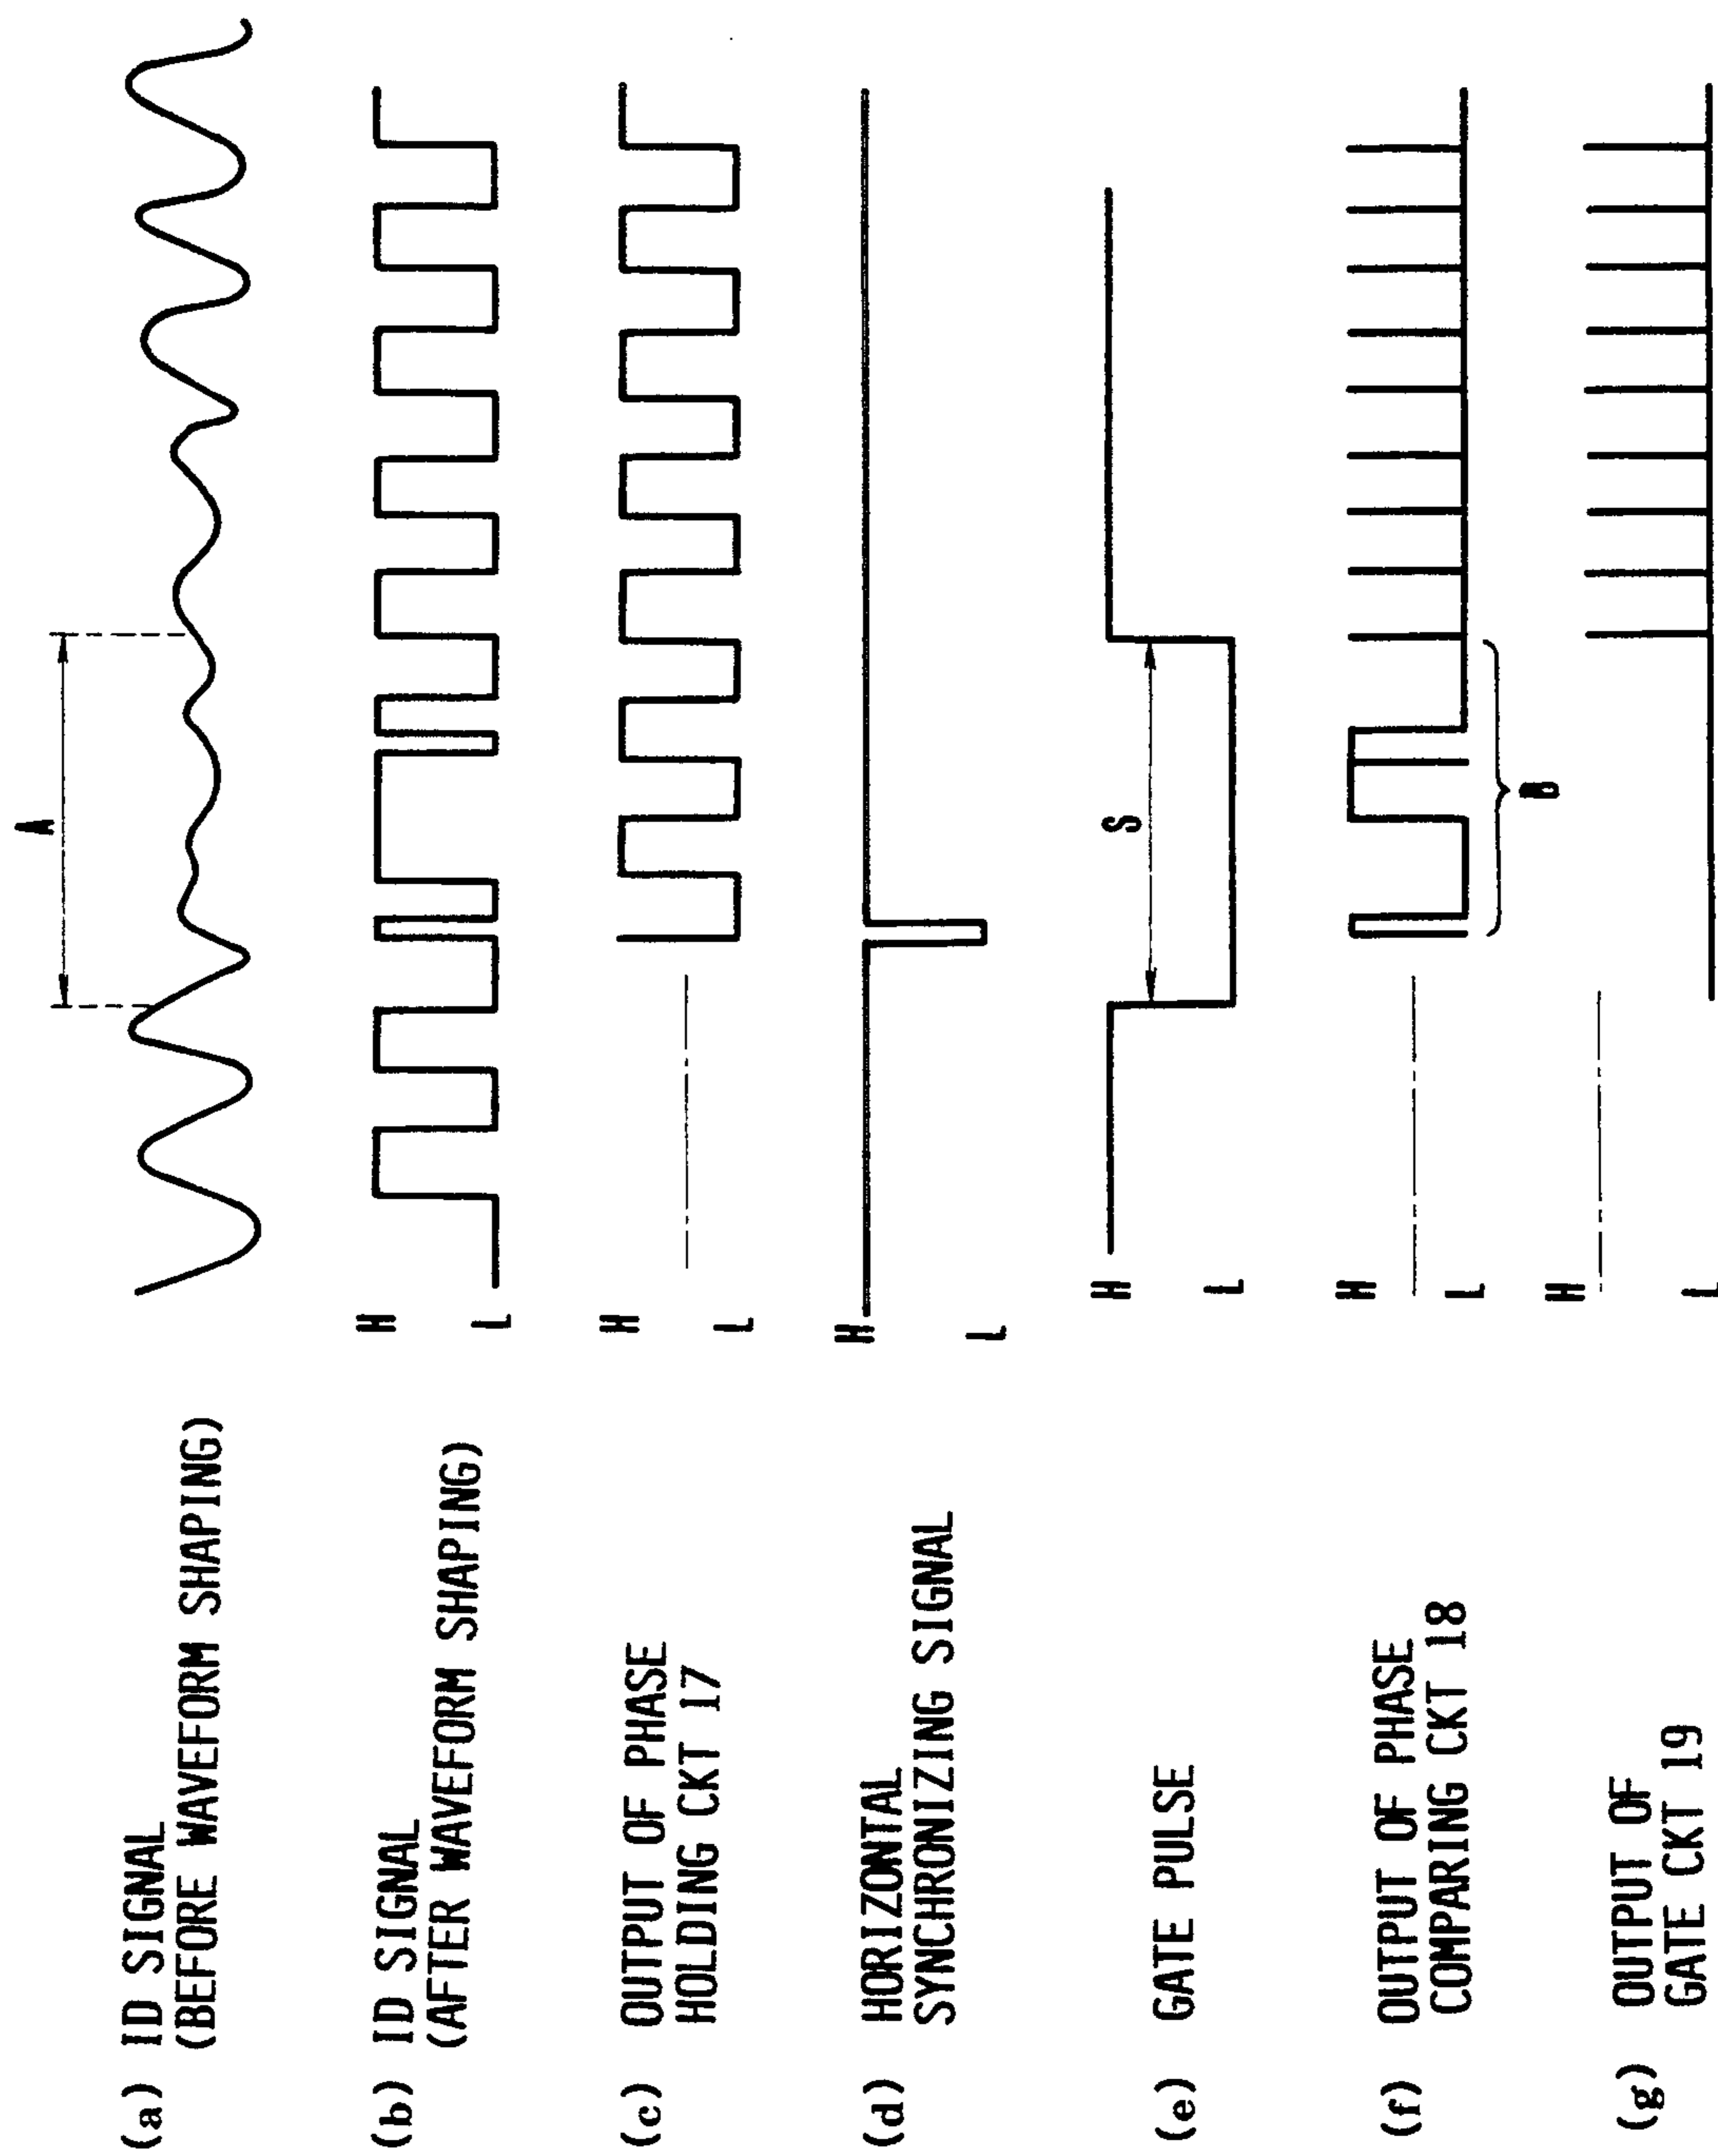 A
(a) ID SIGNAL
(BEFORE WAVEFORM SHAPING)
H
L
(b) ID SIGNAL
(AFTER WAVEFORM SHAPING)
H
L
(c) OUTPUT OF PHASE
HOLDING CKT 17
H
L
(d) HORIZONTAL
SYNCHRONIZING SIGNAL
S
H
L
(e) GATE PULSE
H
L
B
(f) OUTPUT OF PHASE
COMPARING CKT 18
H
L
(g) OUTPUT OF
GATE CKT 19